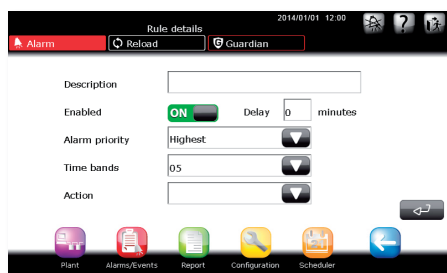 2014/01/01 12:00
Rule details
Alarm
Reload
Guardian
Description
Enabled ON Delay 0 minutes
Alarm priority Highest
Time bands 05
Action
Plant Alarms/Events Report Configuration Scheduler